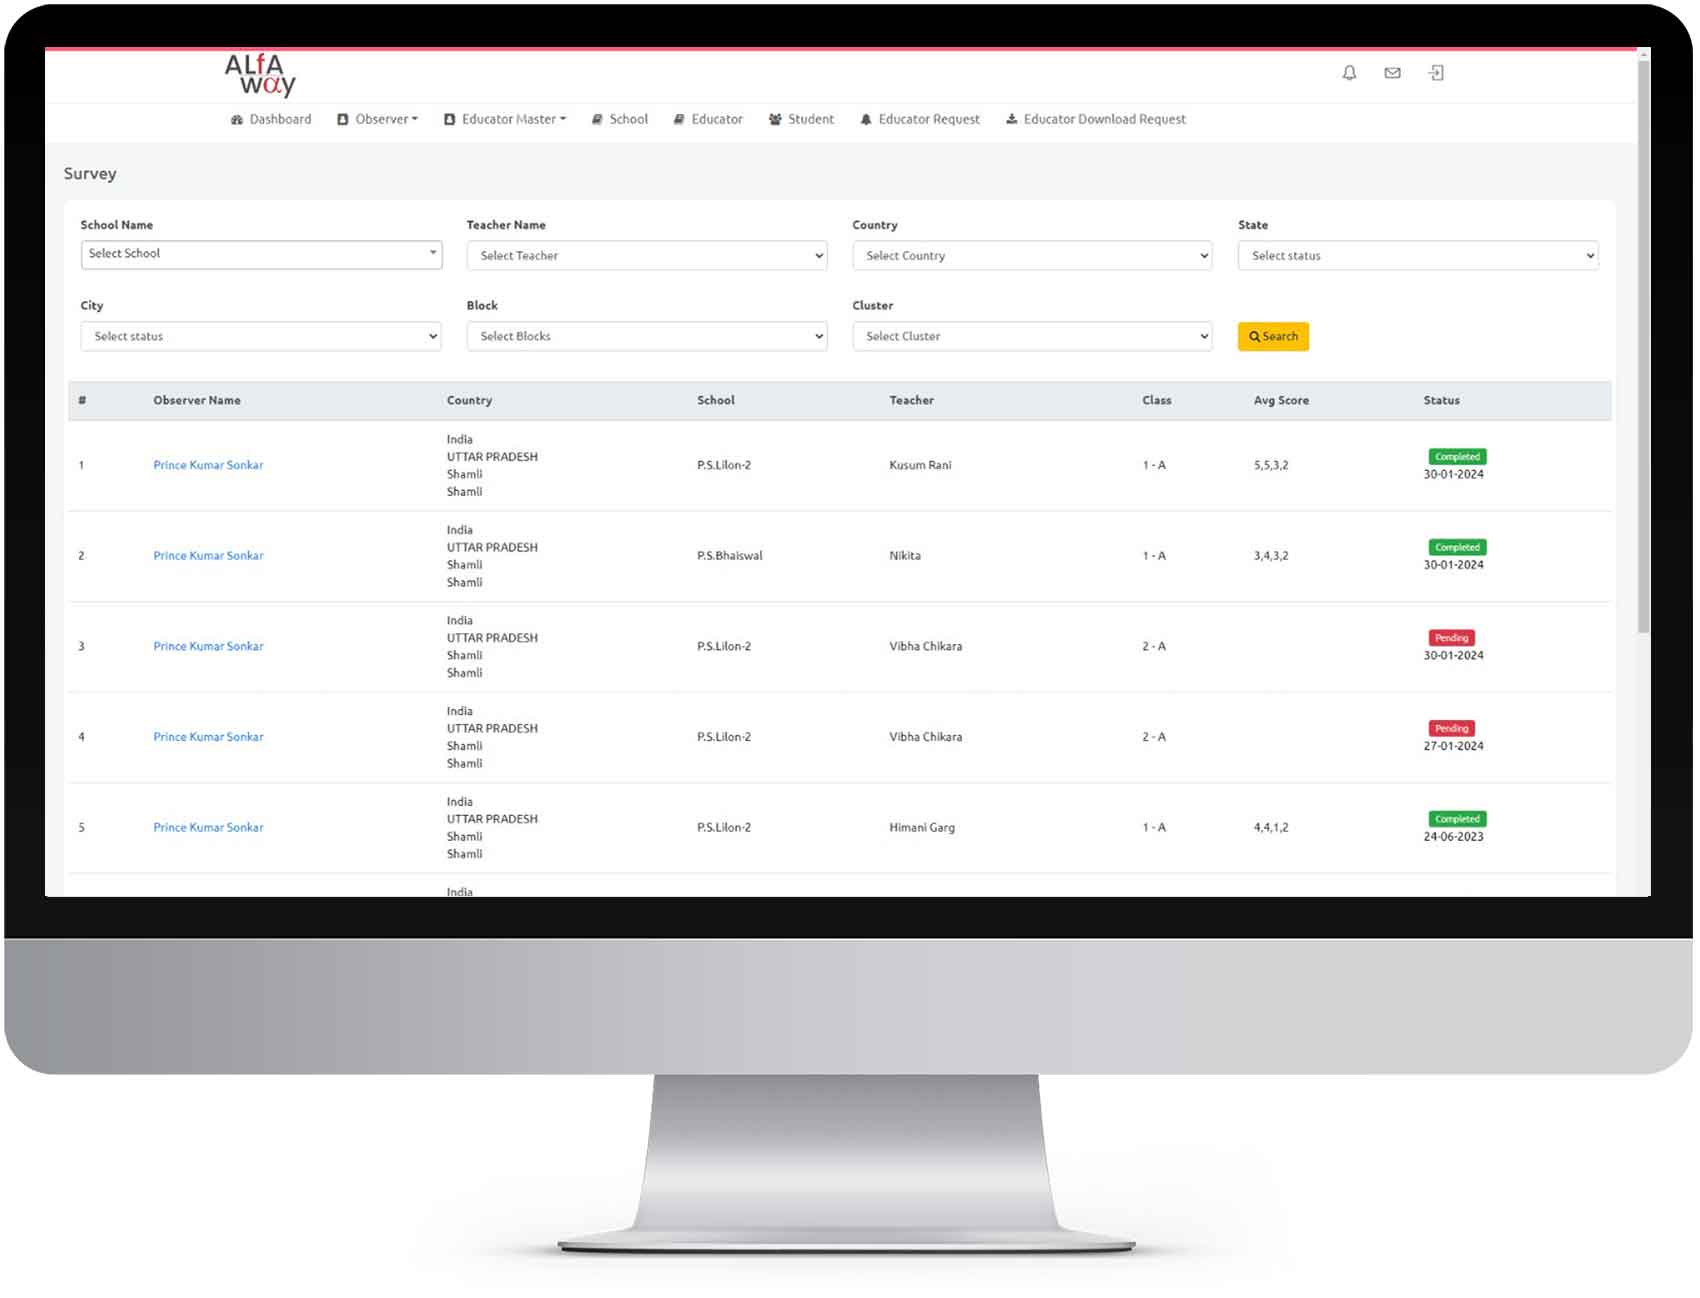 ALfA
Way
Dashboard Observer Educator Master School Educator Student Educator Request Educator Download Request
Survey
School Name Teacher Name Country State
Select School Select Teacher Select Country Select status
City Block Cluster
Select status Select Blocks Select Cluster Search
# Observer Name Country School Teacher Class Avg Score Status
1 Prince Kumar Sonkar India
UTTAR PRADESH
Shamli
Shamli P.S.Lilon-2 Kusum Rani 1 - A 5,5,3,2 Completed
30-01-2024
2 Prince Kumar Sonkar India
UTTAR PRADESH
Shamli
Shamli P.S.Bhaiswal Nikita 1 - A 3,4,3,2 Completed
30-01-2024
3 Prince Kumar Sonkar India
UTTAR PRADESH
Shamli
Shamli P.S.Lilon-2 Vibha Chikara 2 - A Pending
30-01-2024
4 Prince Kumar Sonkar India
UTTAR PRADESH
Shamli
Shamli P.S.Lilon-2 Vibha Chikara 2 - A Pending
27-01-2024
5 Prince Kumar Sonkar India
UTTAR PRADESH
Shamli
Shamli P.S.Lilon-2 Himani Garg 1 - A 4,4,1,2 Completed
24-06-2023
India